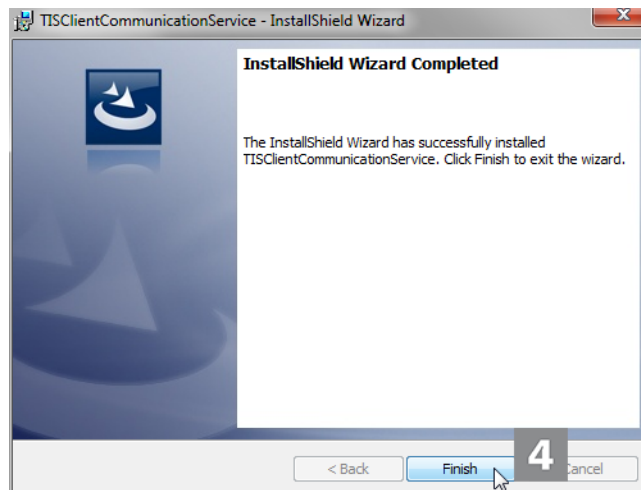 TISClientCommunicationService - InstallShield Wizard
X
InstallShield Wizard Completed
The InstallShield Wizard has successfully installed
TISClientCommunicationService. Click Finish to exit the wizard.
< Back
Finish
4
Cancel